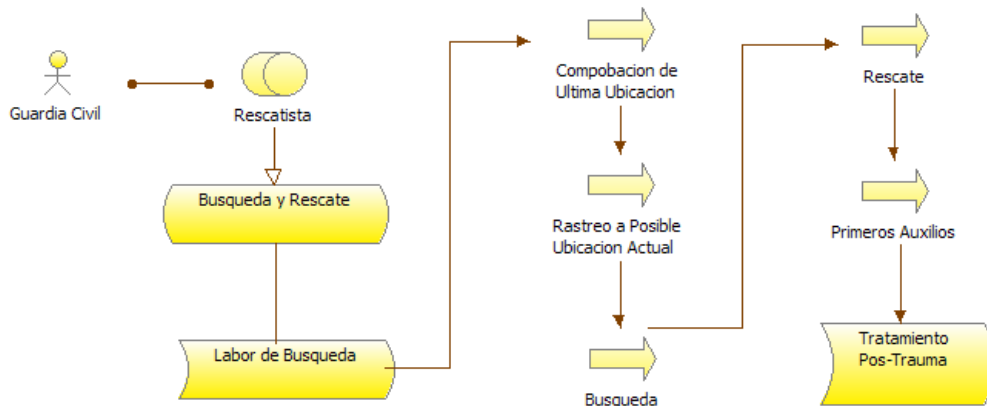 Guardia Civil
Rescatista
Busqueda y Rescate
Labor de Busqueda
Compobacion de
Ultima Ubicacion
Rastreo a Posible
Ubicacion Actual
Busqueda
Rescate
Primeros Auxilios
Tratamiento
Pos-Trauma